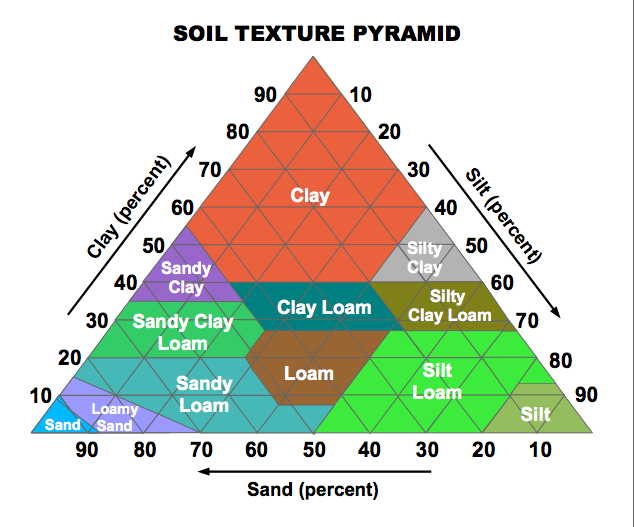 SOIL TEXTURE PYRAMID
90
10
80
20
70
30
Clay (percent)
Silt (percent)
Clay
60
40
50
50
Silty
Clay
Sandy
Clay
40
60
Silty
Clay Loam
Clay Loam
30
70
Sandy Clay
Loam
20
80
Loam
Silt
Loam
Sandy
Loam
10
90
Loamy
Sand
Sand
Silt
90
80
70
60
50
40
30
20
10
Sand (percent)